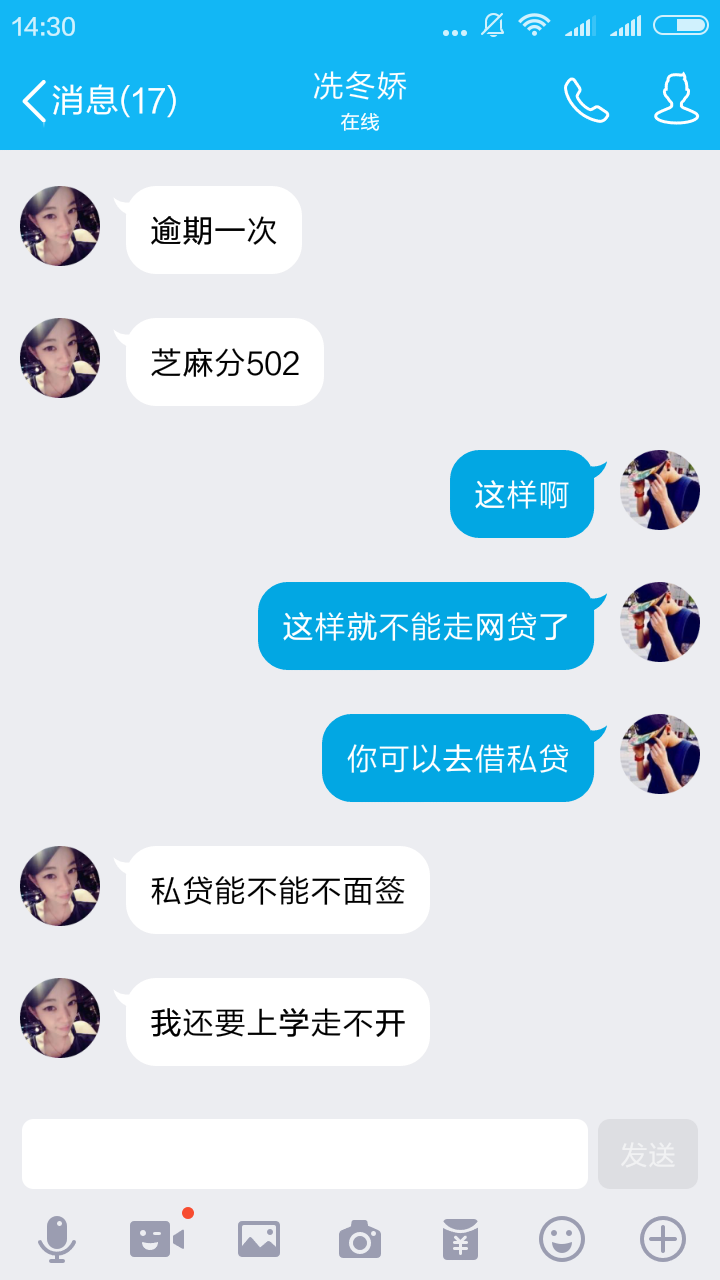 14:30
消息(17)
冼冬娇
在线
逾期一次
芝麻分502
这样啊
这样就不能走网贷了
你可以去借私贷
私贷能不能不面签
我还要上学走不开
发送